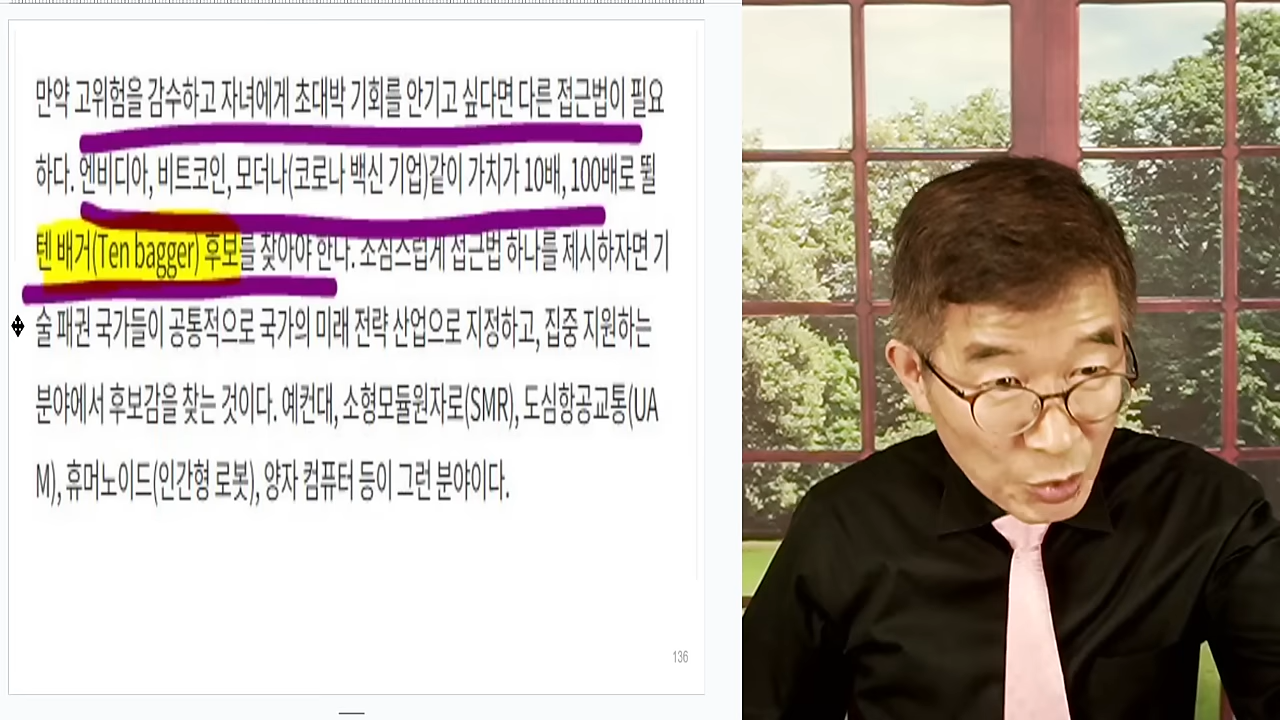 만약 고위험을 감수하고 자녀에게 초대박 기회를 안기고 싶다면 다른 접근법이 필요
하다. 엔비디아, 비트코인, 모더나(코로나 백신 기업)같이 가치가 10배, 100배로 뛸
텐 배거(Ten bagger) 후보를 찾아야 한다. 조심스럽게 접근법 하나를 제시하자면 기
술 패권 국가들이 공통적으로 국가의 미래 전략 산업으로 지정하고, 집중 지원하는
분야에서 후보감을 찾는 것이다. 예컨대, 소형모듈원자로(SMR), 도심항공교통(UA
M), 휴머노이드(인간형 로봇), 양자 컴퓨터 등이 그런 분야이다.
136